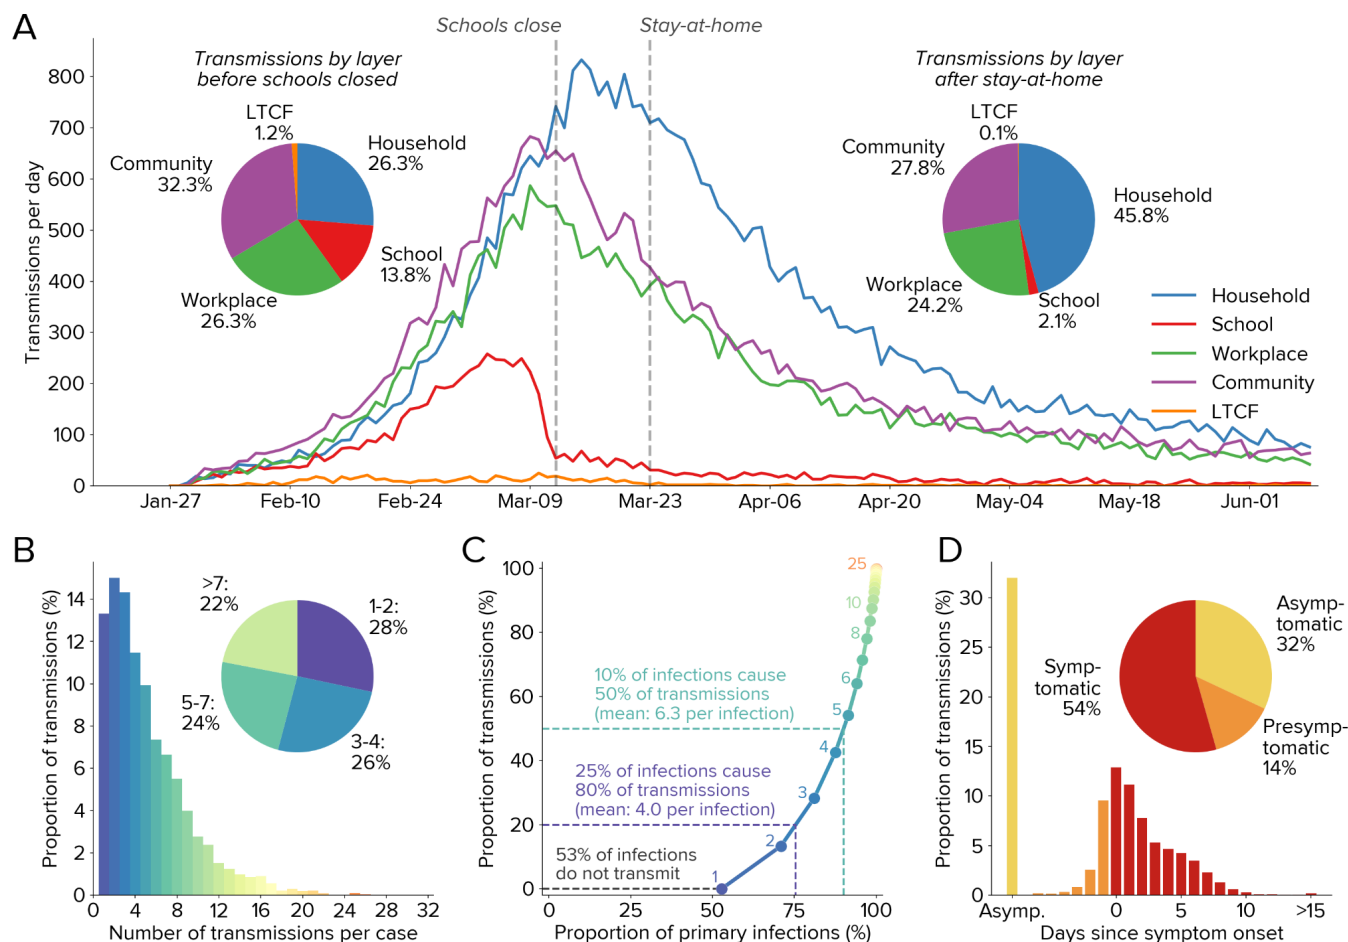 A
Schools close
Stay-at-home
Transmissions by layer
before schools closed
Transmissions by layer
after stay-at-home
Transmissions per day
800
700
600
500
400
300
200
100
0
LTCF
1.2%
Household
26.3%
Community
32.3%
School
13.8%
Workplace
26.3%
LTCF
0.1%
Community
27.8%
Household
45.8%
Workplace
24.2%
School
2.1%
Household
School
Workplace
Community
LTCF
Jan-27
Feb-10
Feb-24
Mar-09
Mar-23
Apr-06
Apr-20
May-04
May-18
Jun-01
B
Proportion of transmissions (%)
14
12
10
8
6
4
2
0
>7:
22%
1-2:
28%
5-7:
24%
3-4:
26%
0
4
8
12
16
20
24
28
32
Number of transmissions per case
C
Proportion of transmissions (%)
100
80
60
40
20
0
25
10
8
6
5
4
3
2
1
10% of infections cause
50% of transmissions
(mean: 6.3 per infection)
25% of infections cause
80% of transmissions
(mean: 4.0 per infection)
53% of infections
do not transmit
0
25
50
75
100
Proportion of primary infections (%)
D
Proportion of transmissions (%)
30
25
20
15
10
5
0
Asymp-
tomatic
32%
Symp-
tomatic
54%
Presymp-
tomatic
14%
Asymp.
0
5
10
>15
Days since symptom onset